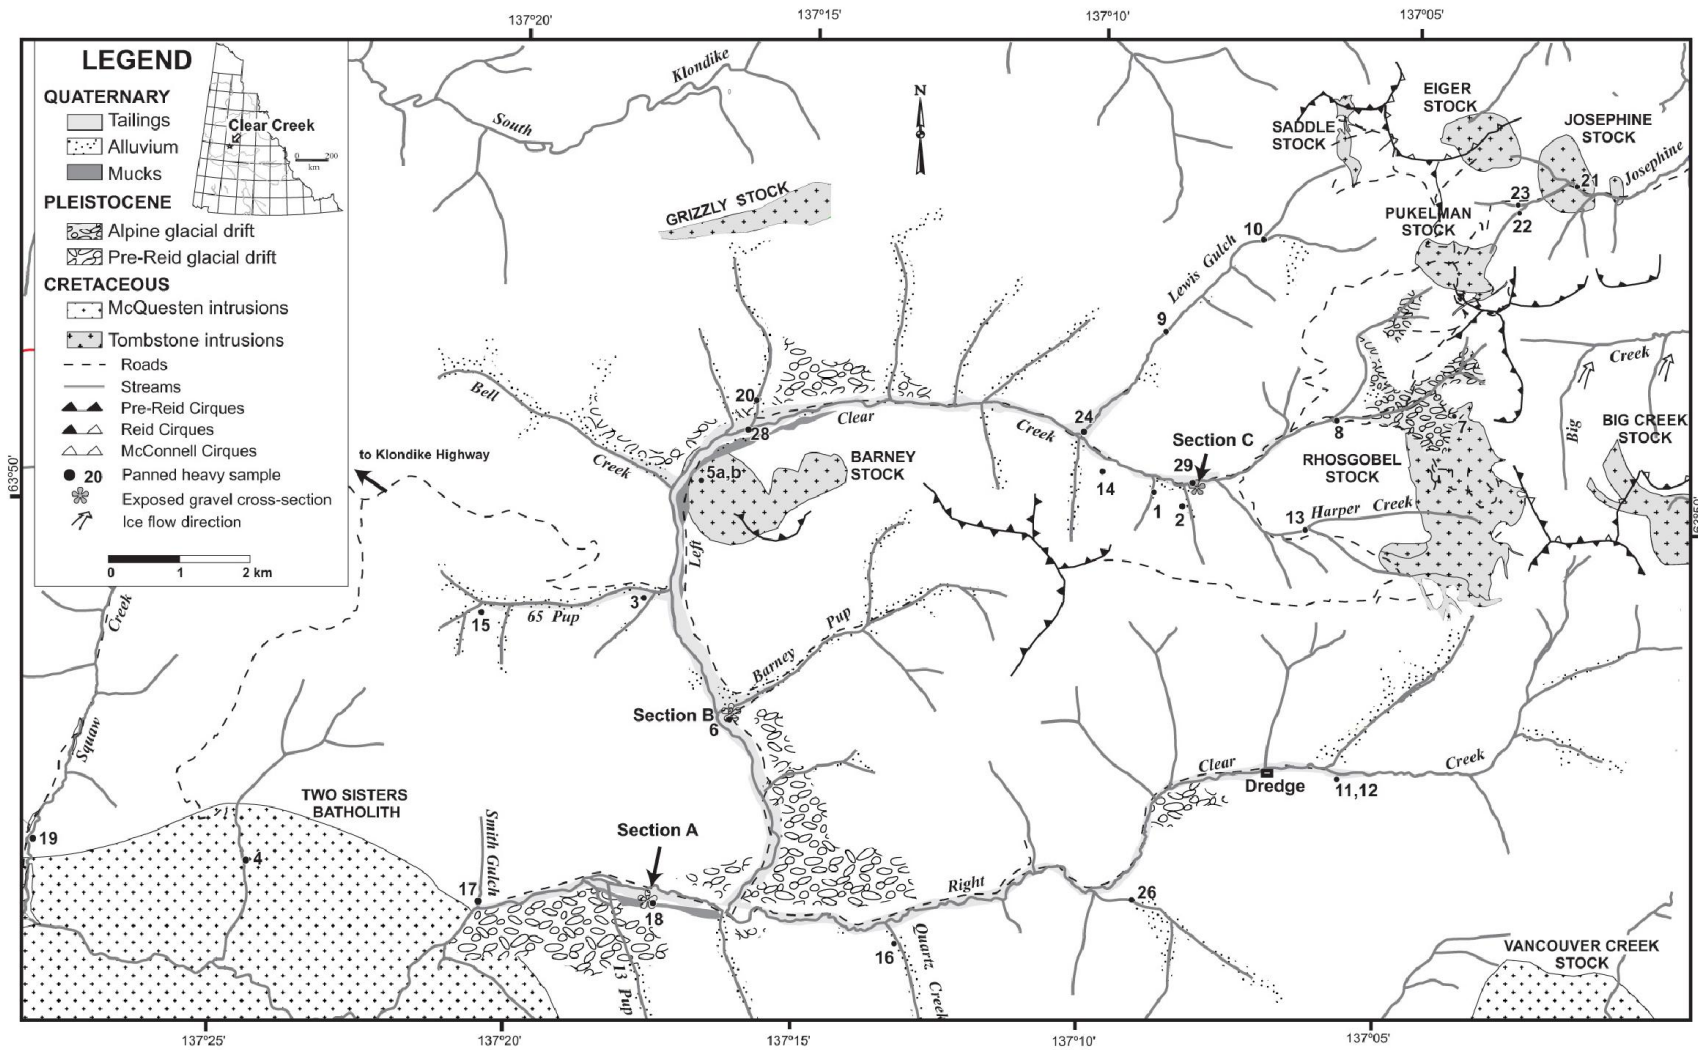 137°20'
137°15'
137°10'
137°05'
LEGEND
QUATERNARY
Tailings
Alluvium
Mucks
PLEISTOCENE
Alpine glacial drift
Pre-Reid glacial drift
CRETACEOUS
McQuesten intrusions
Tombstone intrusions
Roads
Streams
Pre-Reid Cirques
Reid Cirques
McConnell Cirques
20 Panned heavy sample
Exposed gravel cross-section
Ice flow direction
0 1 2 km
Clear Creek
0 200
km
South
Klondike
N
GRIZZLY STOCK
SADDLE
STOCK
EIGER
STOCK
JOSEPHINE
STOCK
Josephine
21
23
22
PUKELMAN
STOCK
10
Lewis Gulch
9
Creek
Big
BIG CREEK
STOCK
Bell
Creek
20
28
Clear
Creek
24
5a,b
BARNEY
STOCK
Section C
29
14
1
2
8
7
RHOSGOBEL
STOCK
13
Harper Creek
63°50'
63°50'
to Klondike Highway
Left
3
65 Pup
15
Barney
Pup
Section B
6
Creek
Squaw
19
TWO SISTERS
BATHOLITH
4
Smith Gulch
17
Section A
18
13 Pup
Clear
Creek
Dredge
11,12
Right
26
16
Quartz
Creek
VANCOUVER CREEK
STOCK
137°25'
137°20'
137°15'
137°10'
137°05'